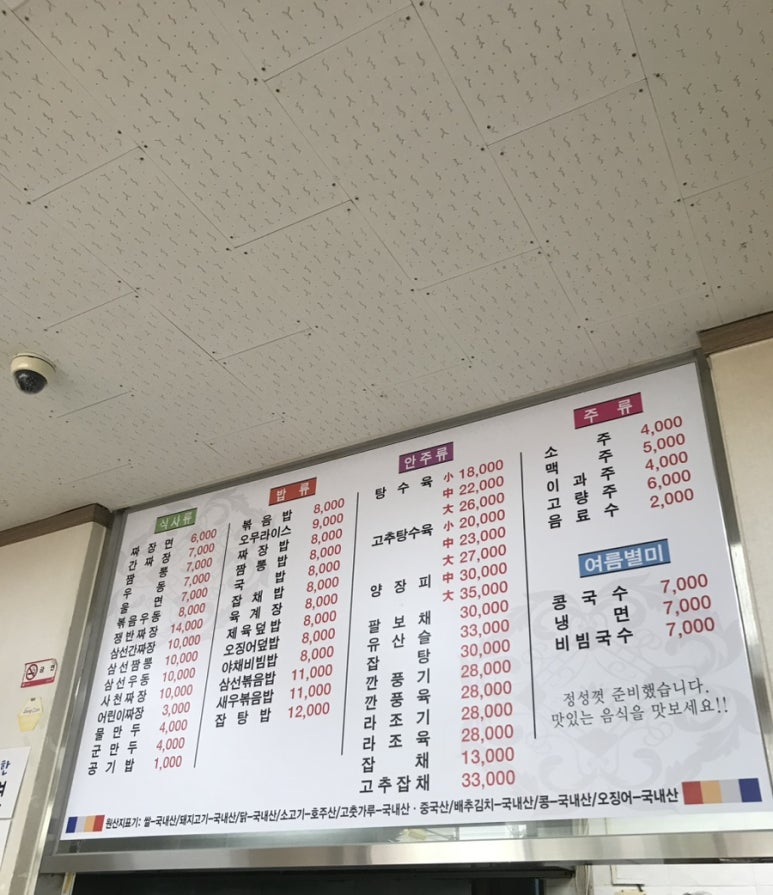 식사류
짜장면 6,000
간짜장 7,000
짬뽕 7,000
우동 7,000
울면 7,000
볶음우동 8,000
쟁반짜장 14,000
삼선간짜장 10,000
삼선짬뽕 10,000
삼선우동 10,000
사천짜장 10,000
어린이짜장 3,000
물만두 4,000
군만두 4,000
공기밥 1,000
밥류
볶음밥 8,000
오무라이스 9,000
짜장밥 8,000
짬뽕밥 8,000
국밥 8,000
잡채밥 8,000
육계장 8,000
제육덮밥 8,000
오징어덮밥 8,000
야채비빔밥 8,000
삼선볶음밥 11,000
새우볶음밥 11,000
잡탕밥 12,000
안주류
탕수육 小 18,000
中 22,000
大 26,000
고추탕수육 小 20,000
中 23,000
大 27,000
양장피 中 30,000
大 35,000
팔보채 30,000
유산슬 33,000
잡탕 30,000
깐풍기 28,000
깐풍육 28,000
라조기 28,000
라조육 28,000
잡채 13,000
고추잡채 33,000
주류
소주 4,000
맥주 5,000
이과주 4,000
고량주 6,000
음료수 2,000
여름별미
콩국수 7,000
냉면 7,000
비빔국수 7,000
정성껏 준비했습니다.
맛있는 음식을 맛보세요!!
원산지표기: 쌀-국내산/돼지고기-국내산/닭-국내산/소고기-호주산/고춧가루-국내산·중국산/배추김치-국내산/콩-국내산/오징어-국내산
금연